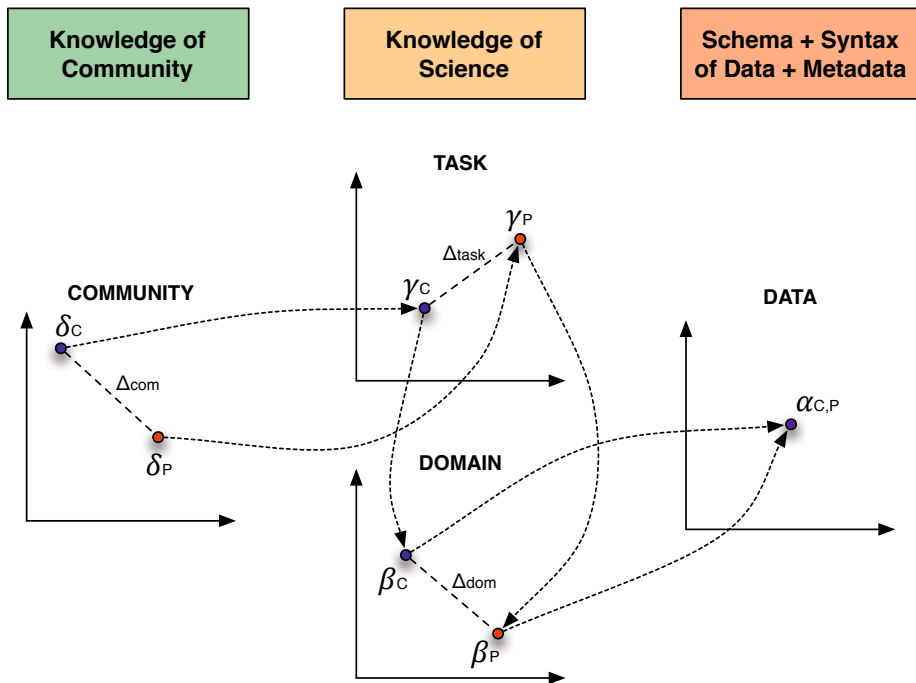 Knowledge of
Community
Knowledge of
Science
Schema + Syntax
of Data + Metadata
TASK
γP
Δtask
γC
COMMUNITY
δC
Δcom
δP
DATA
αC,P
DOMAIN
βC
Δdom
βP